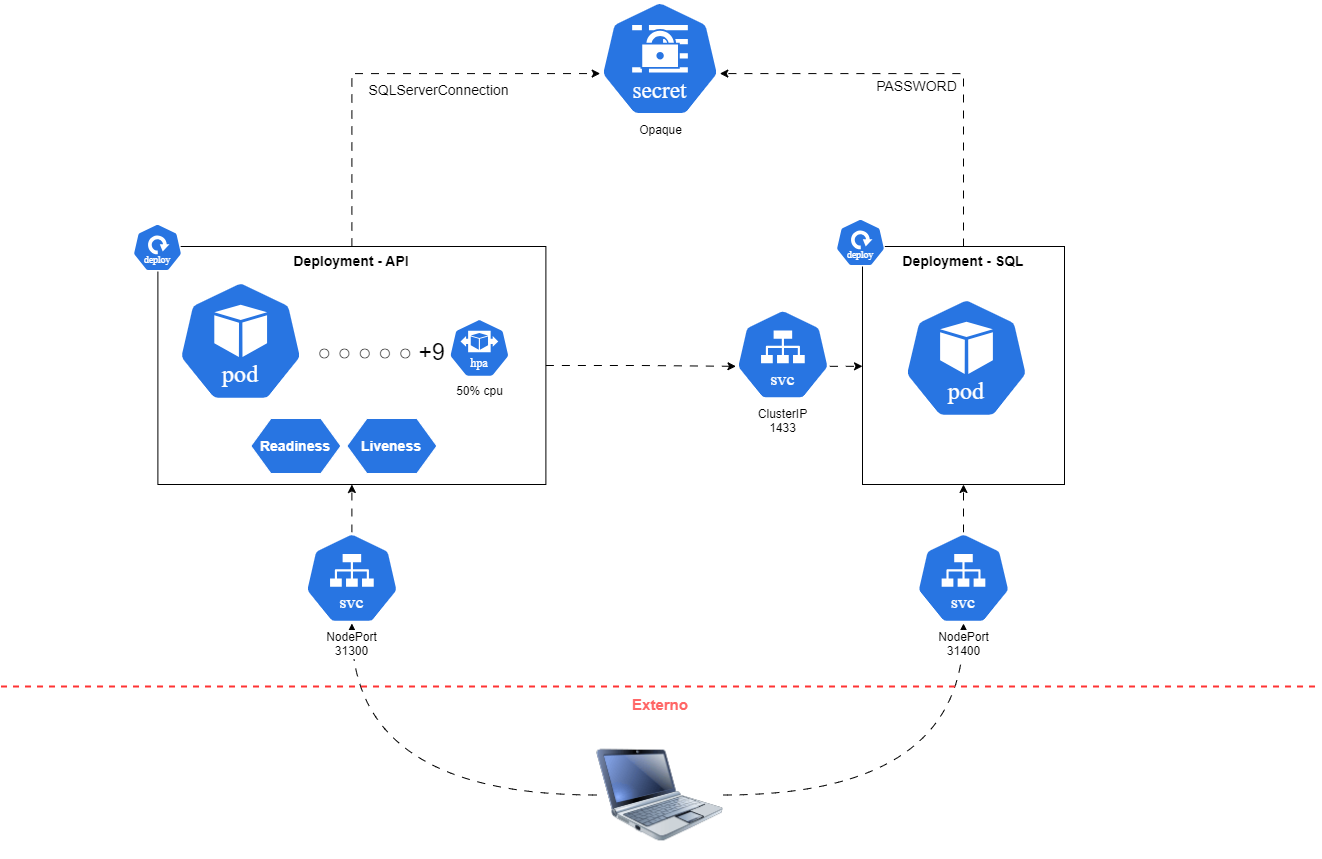 secret
Opaque
SQLServerConnection
PASSWORD
deploy
Deployment - API
pod
+9
hpa
50% cpu
Readiness
Liveness
svc
ClusterIP
1433
deploy
Deployment - SQL
pod
svc
NodePort
31300
svc
NodePort
31400
Externo